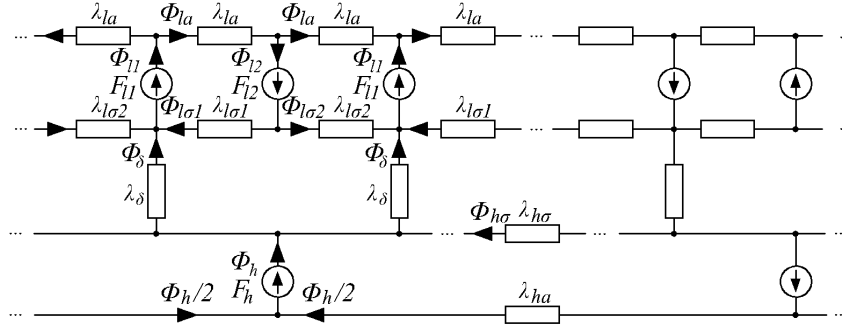 λla Φla λla Φla λla λla
... ...
Φl1 Φl2 Φl1
Fl1 Fl2 Fl1
λlσ2 Φlσ1 λlσ1 Φlσ2 λlσ2 λlσ1
... ... ...
Φδ Φδ
λδ λδ
Φhσ λhσ
... ... ... ...
Φh
Fh
Φh/2 Φh/2 λha
... ...